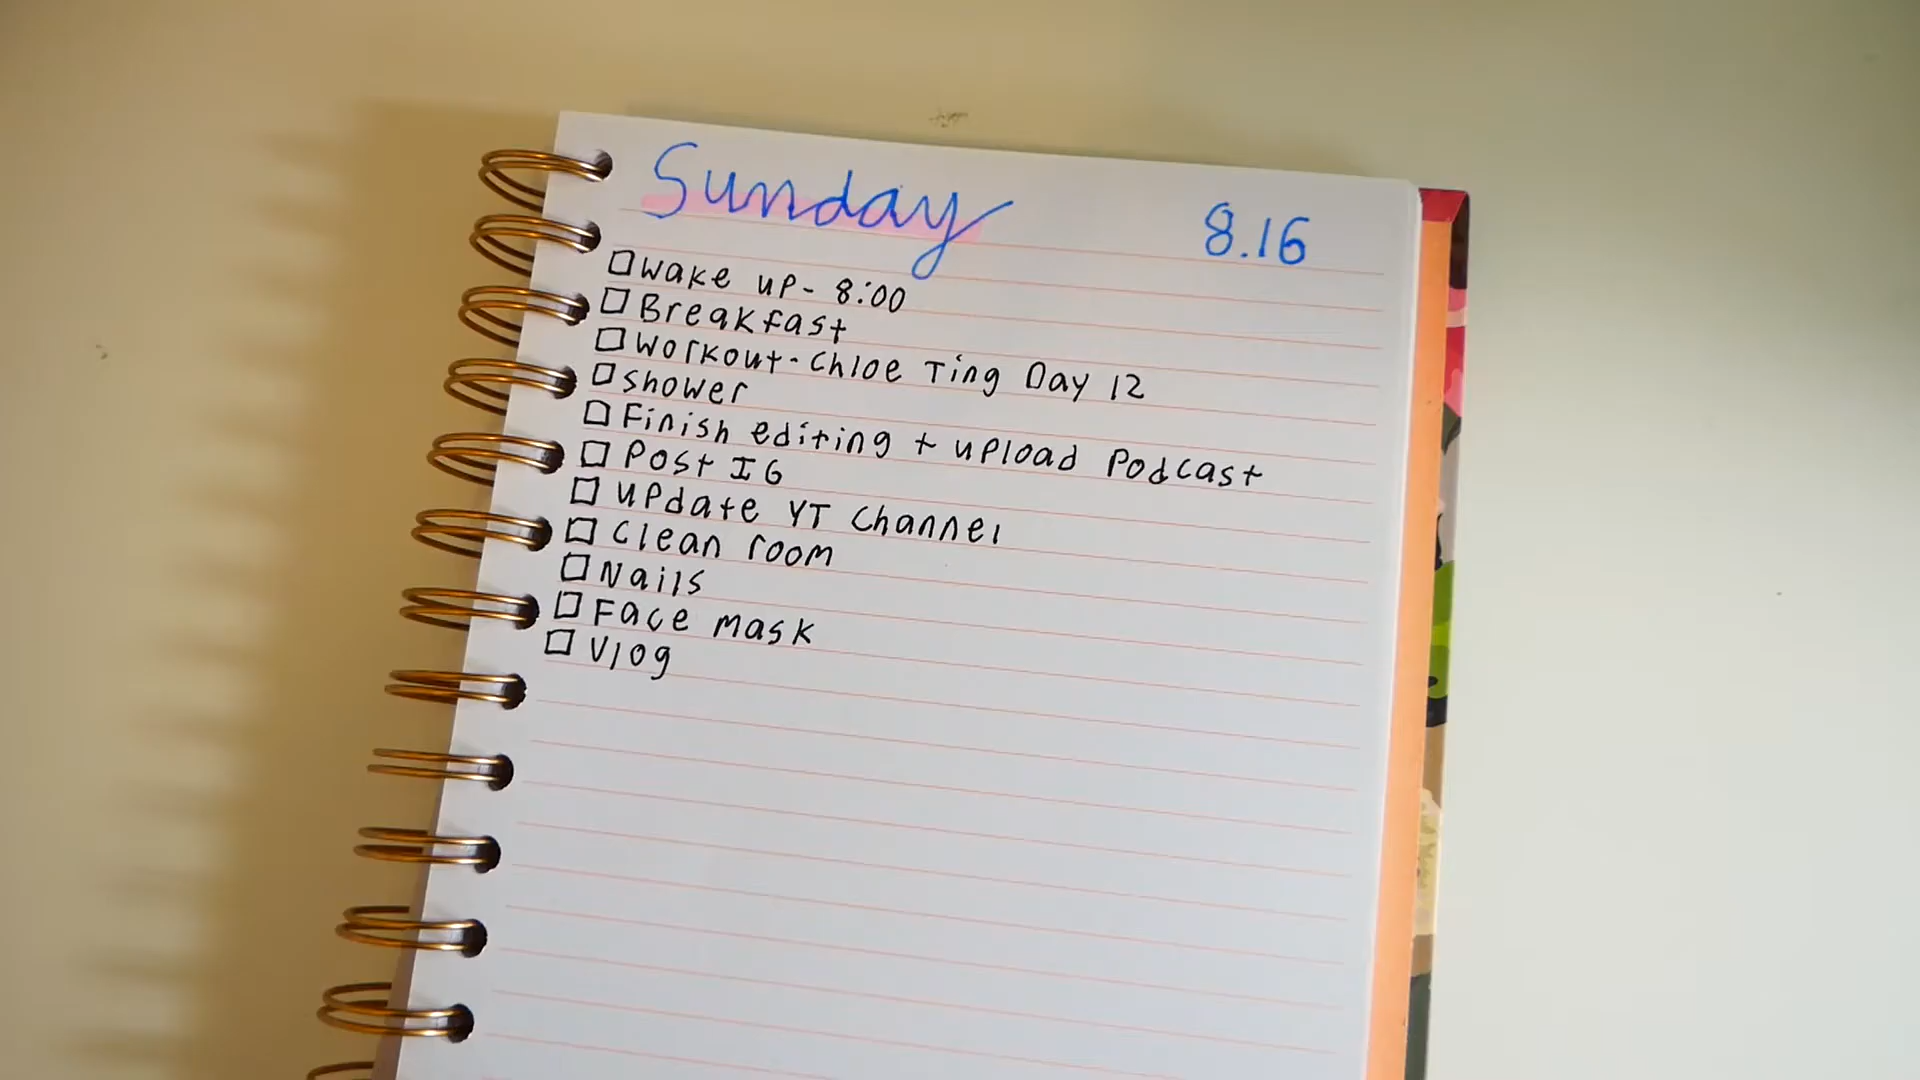 Sunday 8.16
□ Wake up - 8:00
□ Breakfast
□ Workout - Chloe Ting Day 12
□ Shower
□ Finish editing + upload Podcast
□ Post IG
□ Update YT Channel
□ Clean room
□ Nails
□ Face mask
□ Vlog